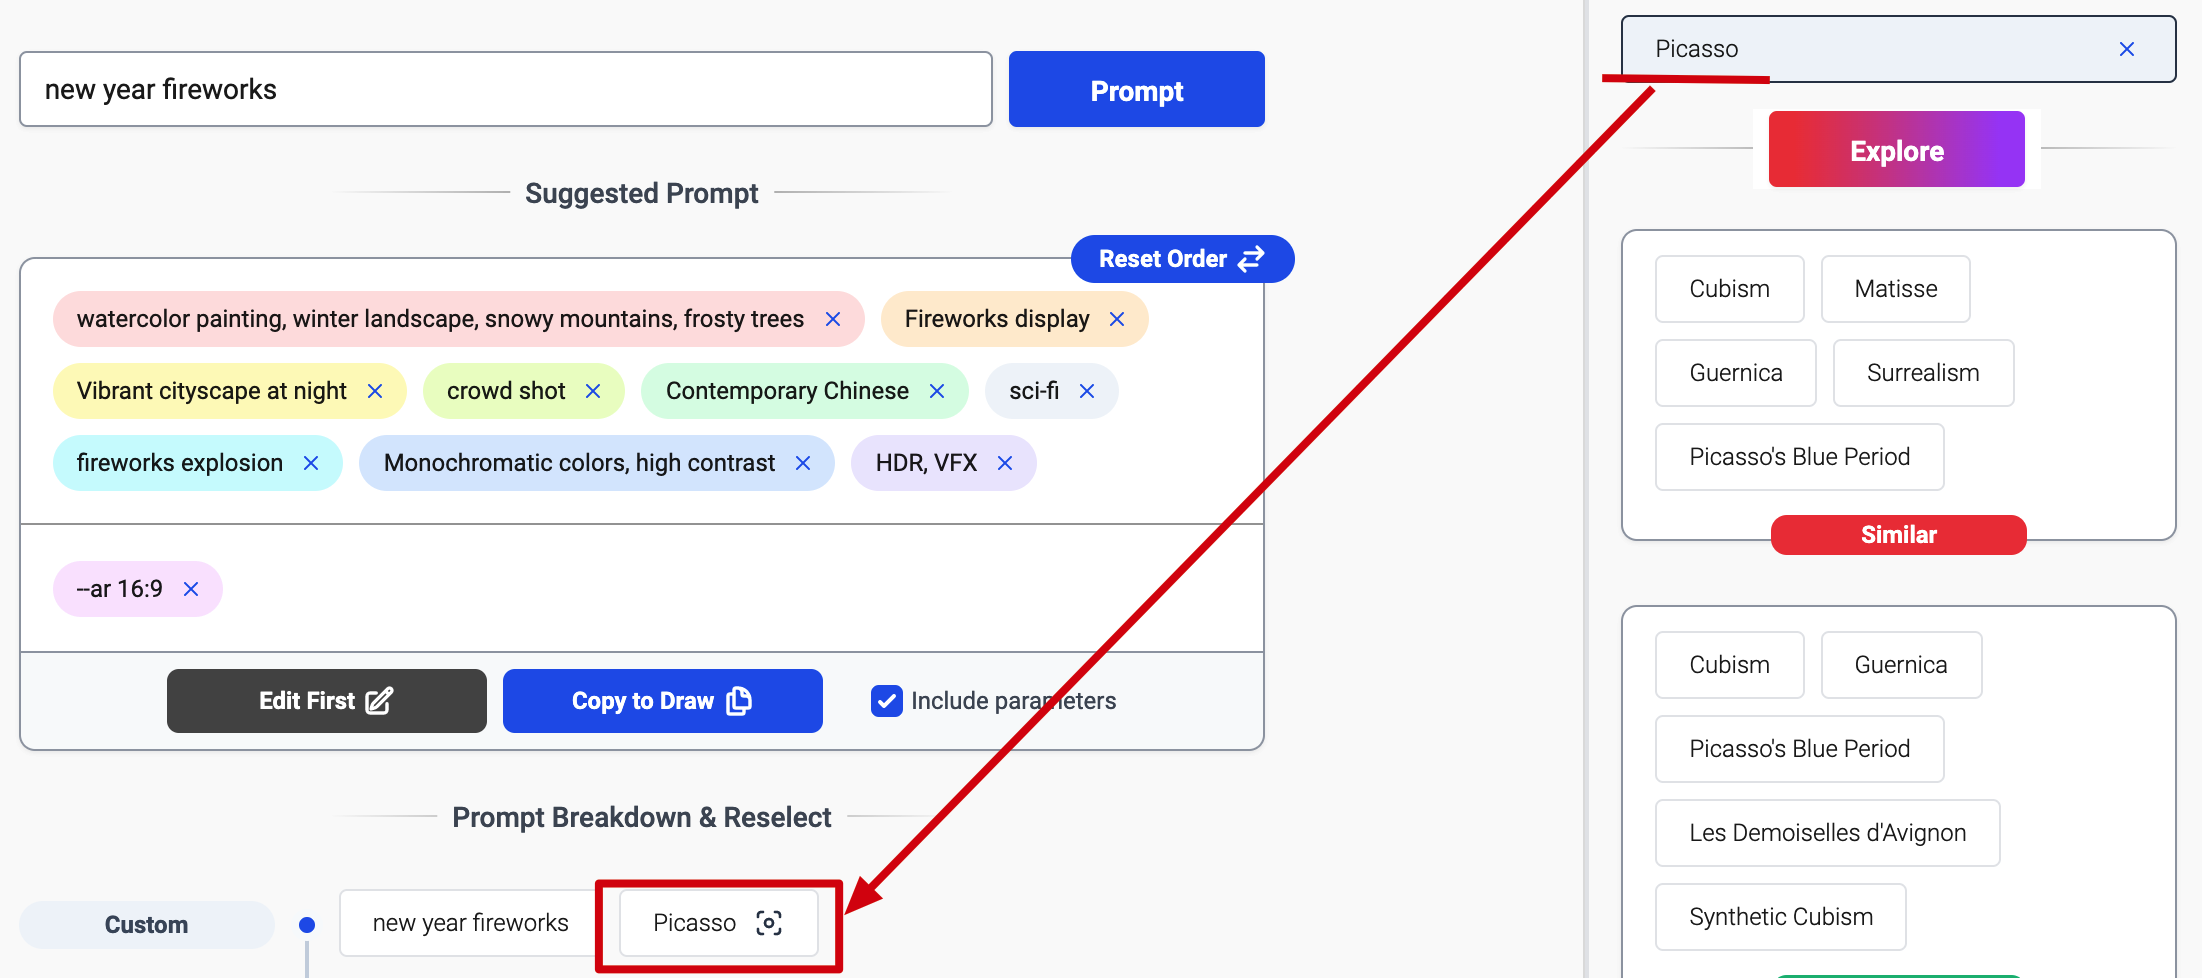 new year fireworks
Prompt
Suggested Prompt
Reset Order
watercolor painting, winter landscape, snowy mountains, frosty trees
Fireworks display
Vibrant cityscape at night
crowd shot
Contemporary Chinese
sci-fi
fireworks explosion
Monochromatic colors, high contrast
HDR, VFX
--ar 16:9
Edit First
Copy to Draw
Include parameters
Prompt Breakdown & Reselect
Custom
new year fireworks
Picasso
Picasso
Explore
Cubism
Matisse
Guernica
Surrealism
Picasso's Blue Period
Similar
Cubism
Guernica
Picasso's Blue Period
Les Demoiselles d'Avignon
Synthetic Cubism